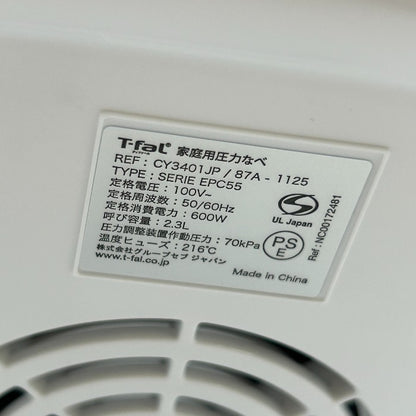 T-fal 家庭用圧力なべ
REF : CY3401JP / 87A - 1125
TYPE : SERIE EPC55
定格電圧 : 100V~
定格周波数 : 50/60Hz
定格消費電力 : 600W
呼び容量 : 2.3L
圧力調整装置作動圧力 : 70kPa
温度ヒューズ : 216℃
株式会社グループセブ ジャパン
www.t-fal.co.jp
S
UL Japan
PS
E
Made in China
Ref : NC00172481